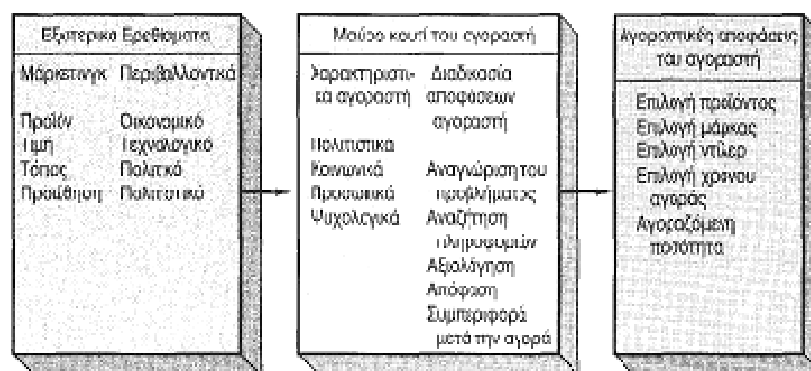 Εξωτερικά Ερεθίσματα
Μάρκετινγκ Περιβαλλοντικά
Προϊόν Οικονομικό
Τιμή Τεχνολογικό
Τόπος Πολιτικό
Προώθηση Πολιτιστικό
Μαύρο κουτί του αγοραστή
Χαρακτηριστι-
κα αγοραστή
Πολιτιστικα
Κοινωνικά
Προσωπικά
Ψυχολογικά
Διαδικασία
αποφάσεων
αγοραστή
Αναγνώριση του
προβλήματος
Αναζήτηση
πληροφοριών
Αξιολόγηση
Απόφαση
Συμπεριφορά
μετά την αγορά
Αγοραστικές αποφάσεις
του αγοραστή
Επιλογή προϊόντος
Επιλογή μάρκας
Επιλογή ντίλερ
Επιλογή χρόνου
αγοράς
Αγοραζόμενη
ποσότητα